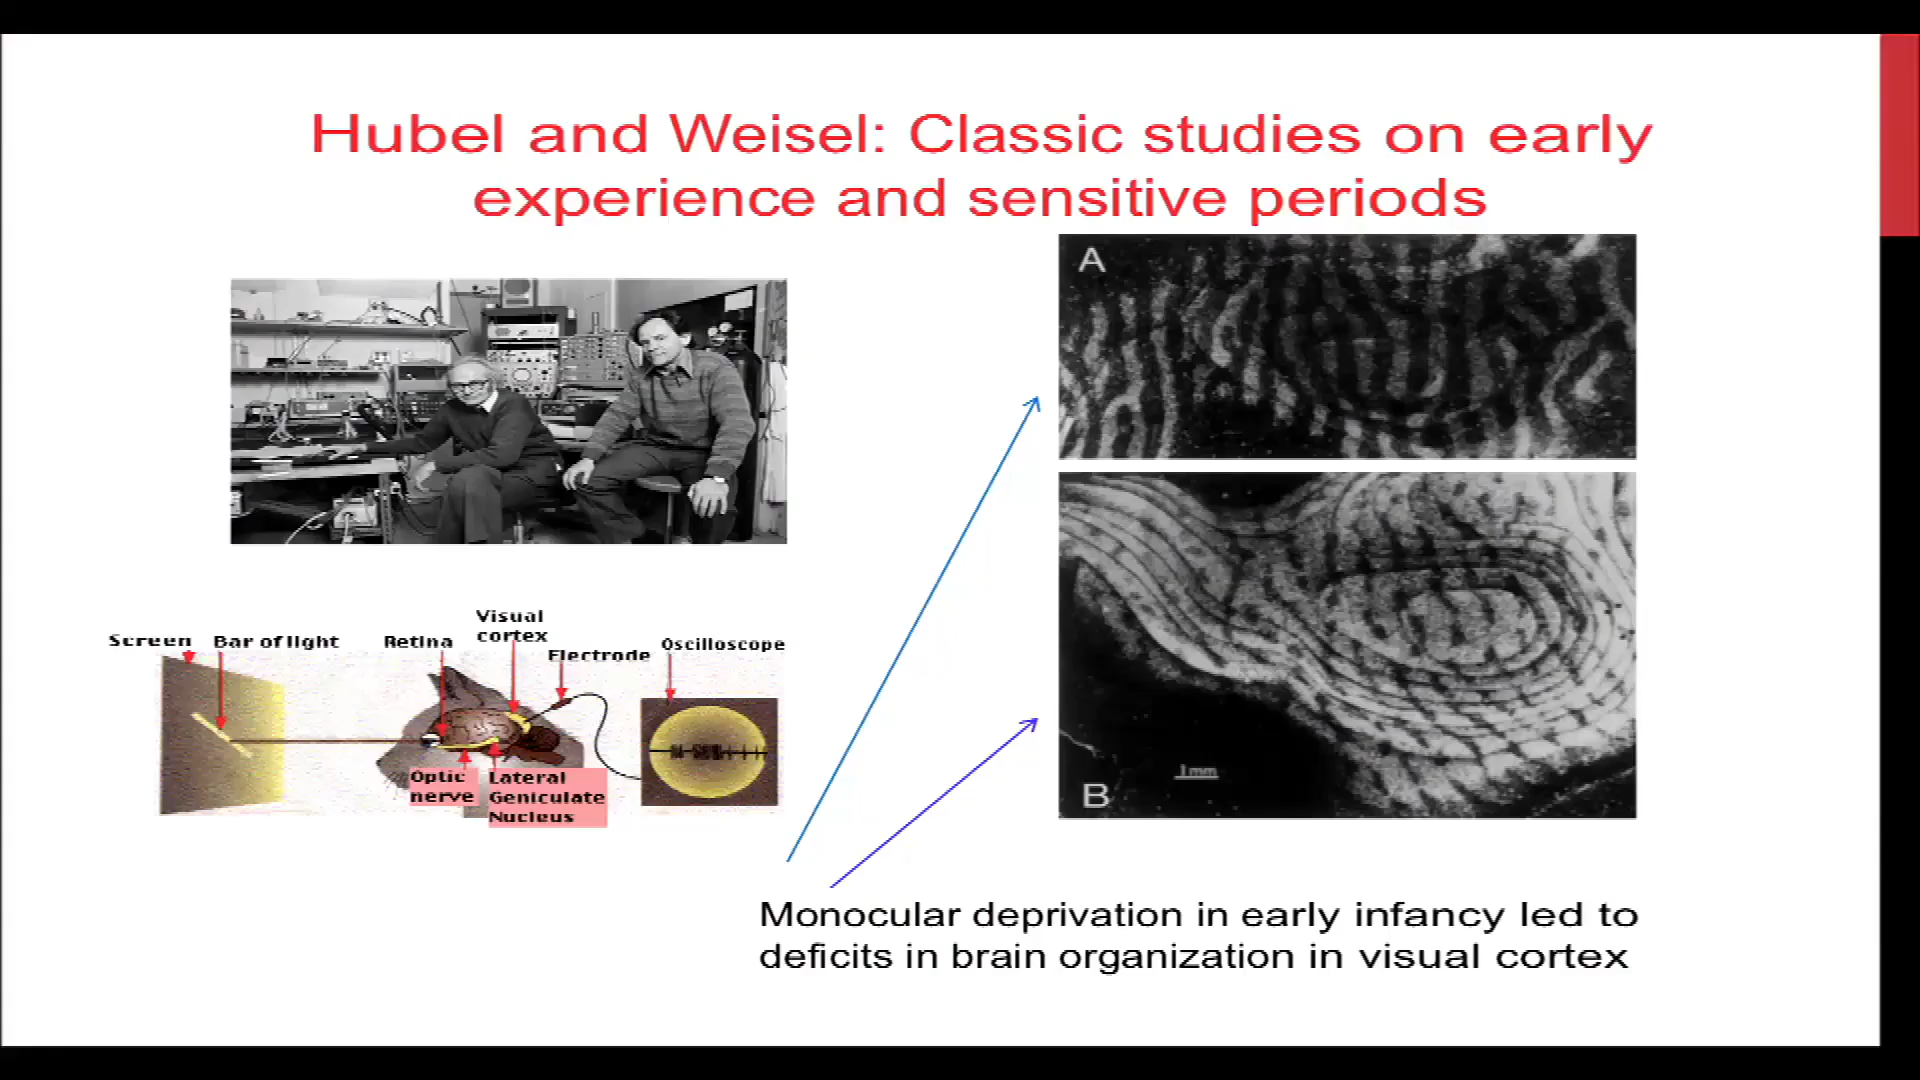 Hubel and Weisel: Classic studies on early
experience and sensitive periods
A
Visual
cortex
Screen
Bar of light
Retina
Electrode
Oscilloscope
Optic
nerve
Lateral
Geniculate
Nucleus
1mm
B
Monocular deprivation in early infancy led to
deficits in brain organization in visual cortex